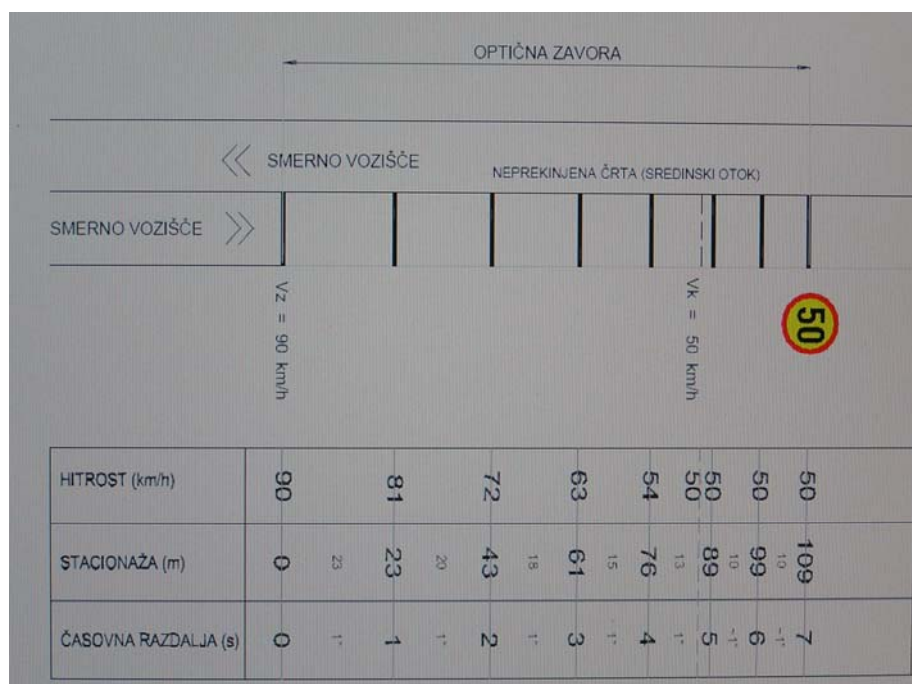 OPTIČNA ZAVORA
SMERNO VOZIŠČE
NEPREKINJENA ČRTA (SREDINSKI OTOK)
SMERNO VOZIŠČE
Vz = 90 km/h
Vk = 50 km/h
50
HITROST (km/h) 90 81 72 63 54 50 50 50 50
STACIONAŽA (m) 0 23 23 20 43 18 61 15 76 13 89 10 99 10 109
ČASOVNA RAZDALJA (s) 0 1" 1 1" 2 1" 3 1" 4 1" 5 ~1" 6 ~1" 7